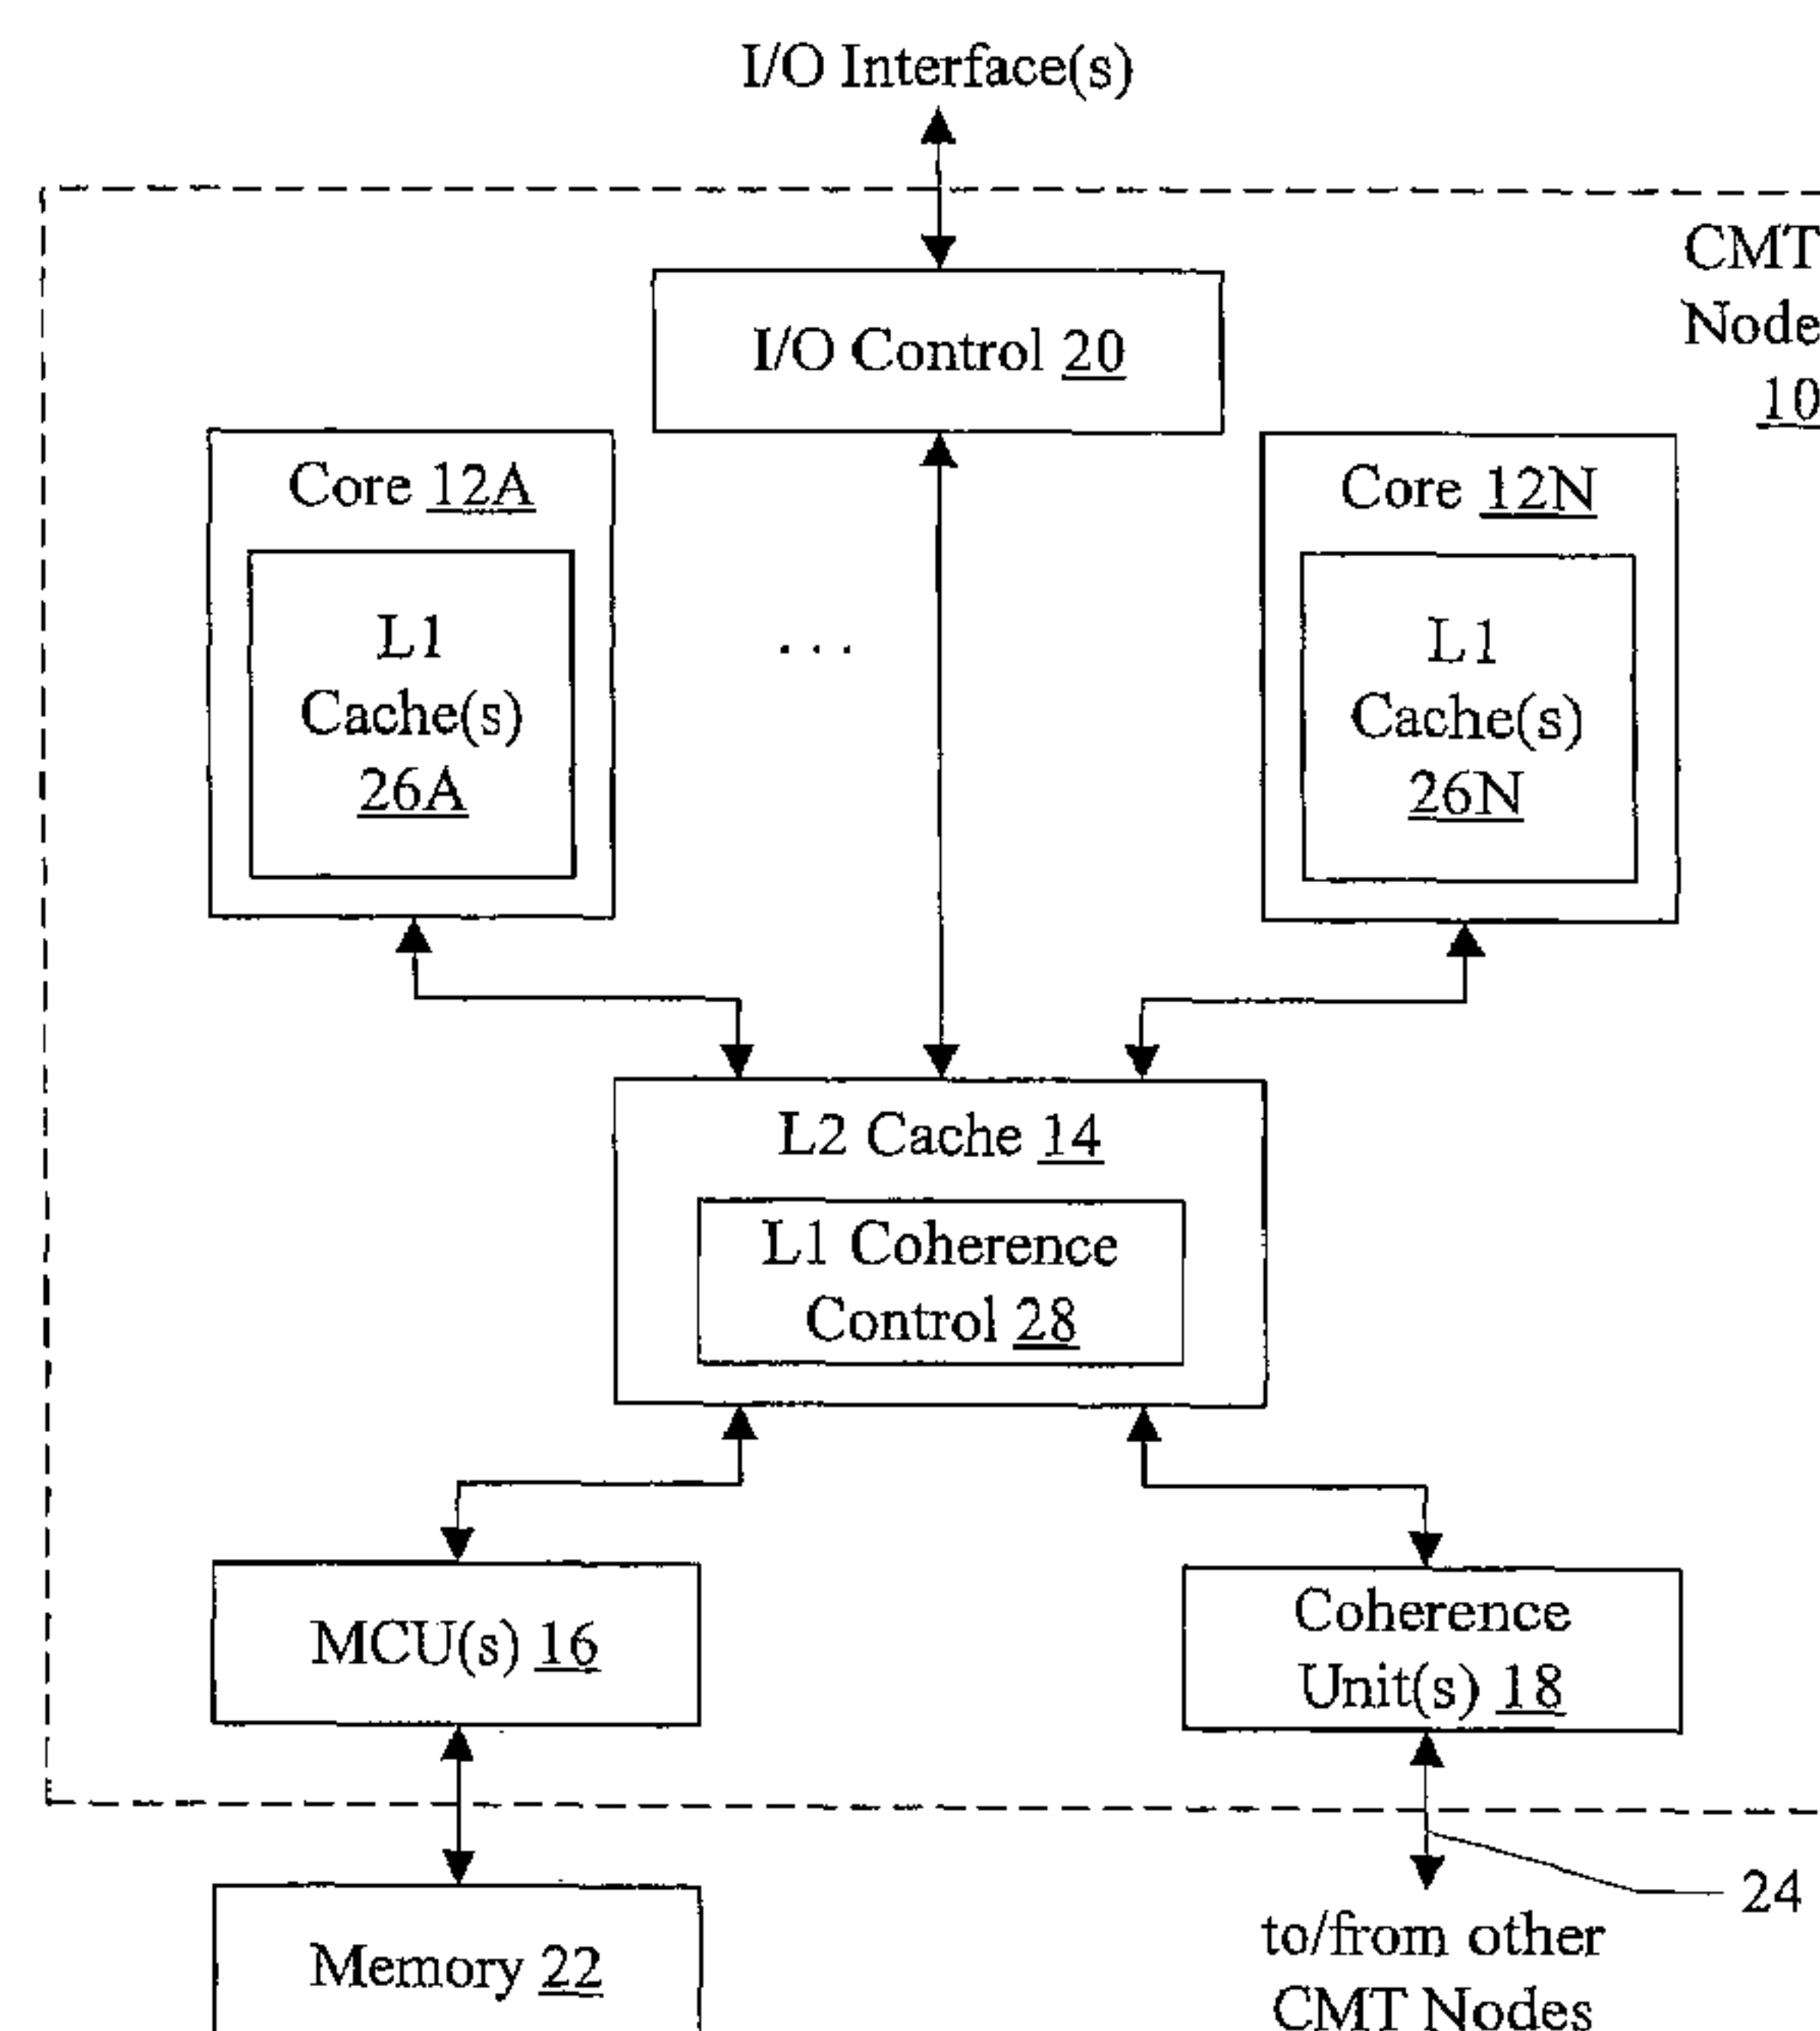 I/O Interface(s)
CMT
Node
10
I/O Control 20
Core 12A
L1
Cache(s)
26A
. . .
Core 12N
L1
Cache(s)
26N
L2 Cache 14
L1 Coherence
Control 28
MCU(s) 16
Coherence
Unit(s) 18
24
Memory 22
to/from other
CMT Nodes